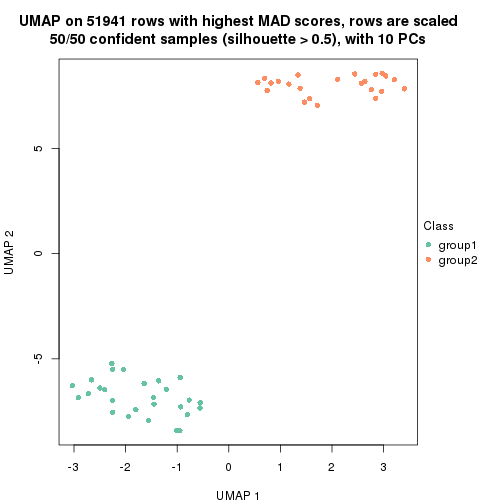 UMAP on 51941 rows with highest MAD scores, rows are scaled
50/50 confident samples (silhouette > 0.5), with 10 PCs
5
0
-5
UMAP 2
-3
-2
-1
0
1
2
3
UMAP 1
Class
group1
group2